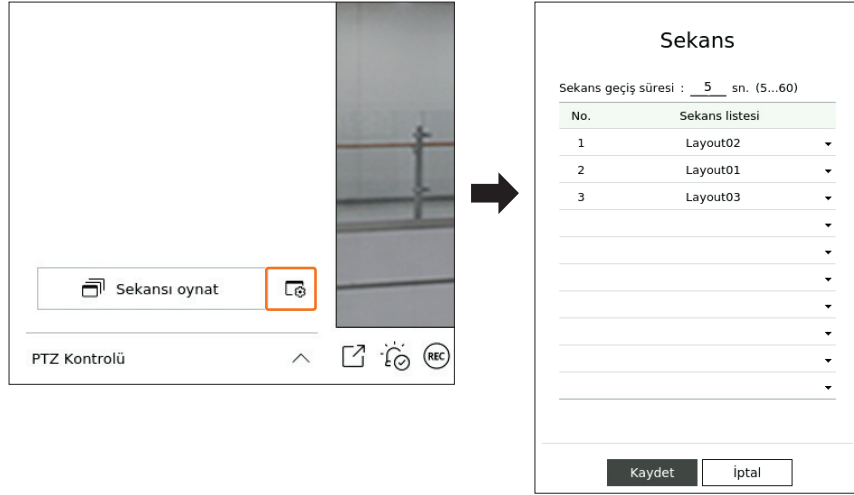 Sekansı oynat
PTZ Kontrolü
REC
Sekans
Sekans geçiş süresi : 5 sn. (5...60)
No. Sekans listesi
1 Layout02
2 Layout01
3 Layout03
Kaydet İptal